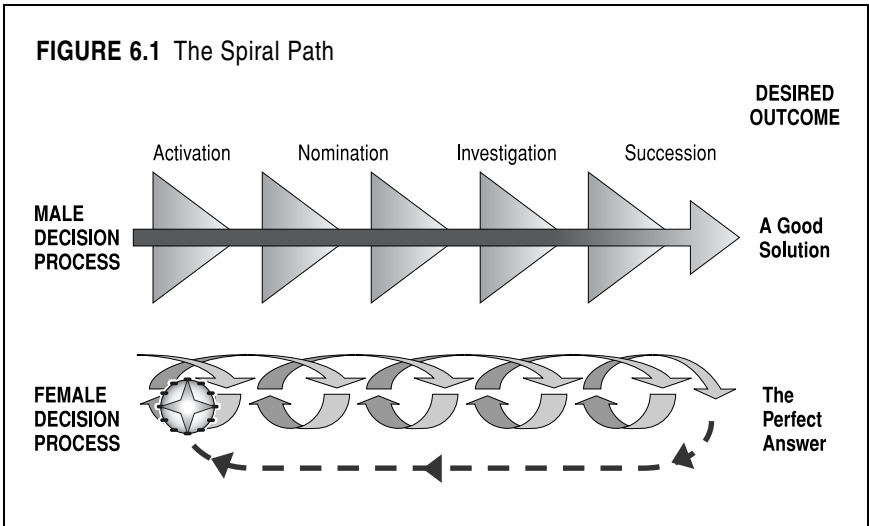 FIGURE 6.1 The Spiral Path
DESIRED
OUTCOME
Activation Nomination Investigation Succession
MALE
DECISION
PROCESS
A Good
Solution
FEMALE
DECISION
PROCESS
The
Perfect
Answer